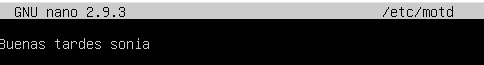 GNU nano 2.9.3 /etc/motd
Buenas tardes sonia